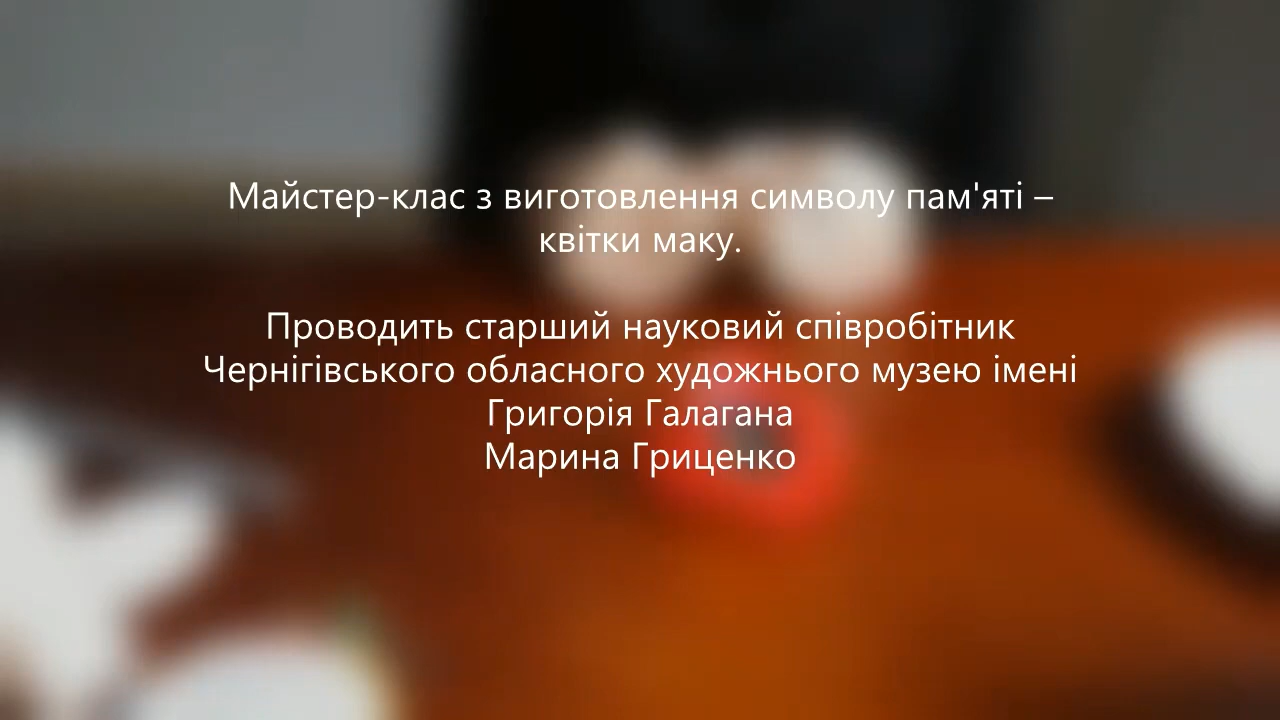 Майстер-клас з виготовлення символу пам'яті –
квітки маку.
Проводить старший науковий співробітник
Чернігівського обласного художнього музею імені
Григорія Галагана
Марина Гриценко